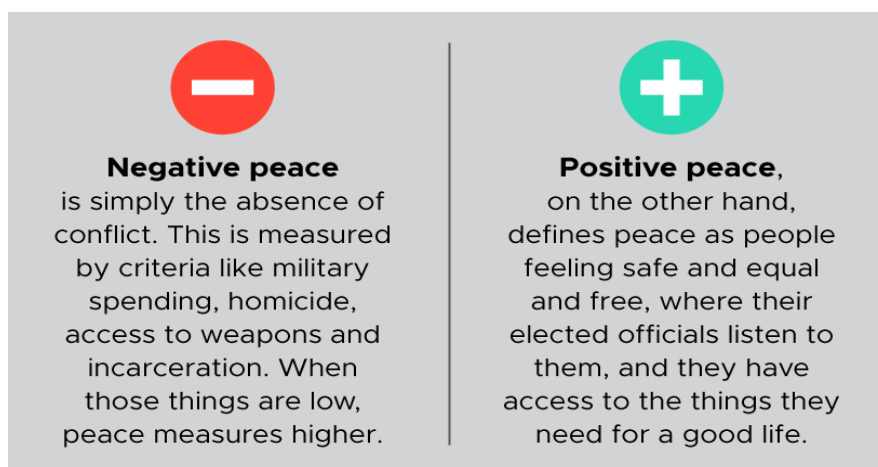 Negative peace
is simply the absence of
conflict. This is measured
by criteria like military
spending, homicide,
access to weapons and
incarceration. When
those things are low,
peace measures higher.
Positive peace,
on the other hand,
defines peace as people
feeling safe and equal
and free, where their
elected officials listen to
them, and they have
access to the things they
need for a good life.